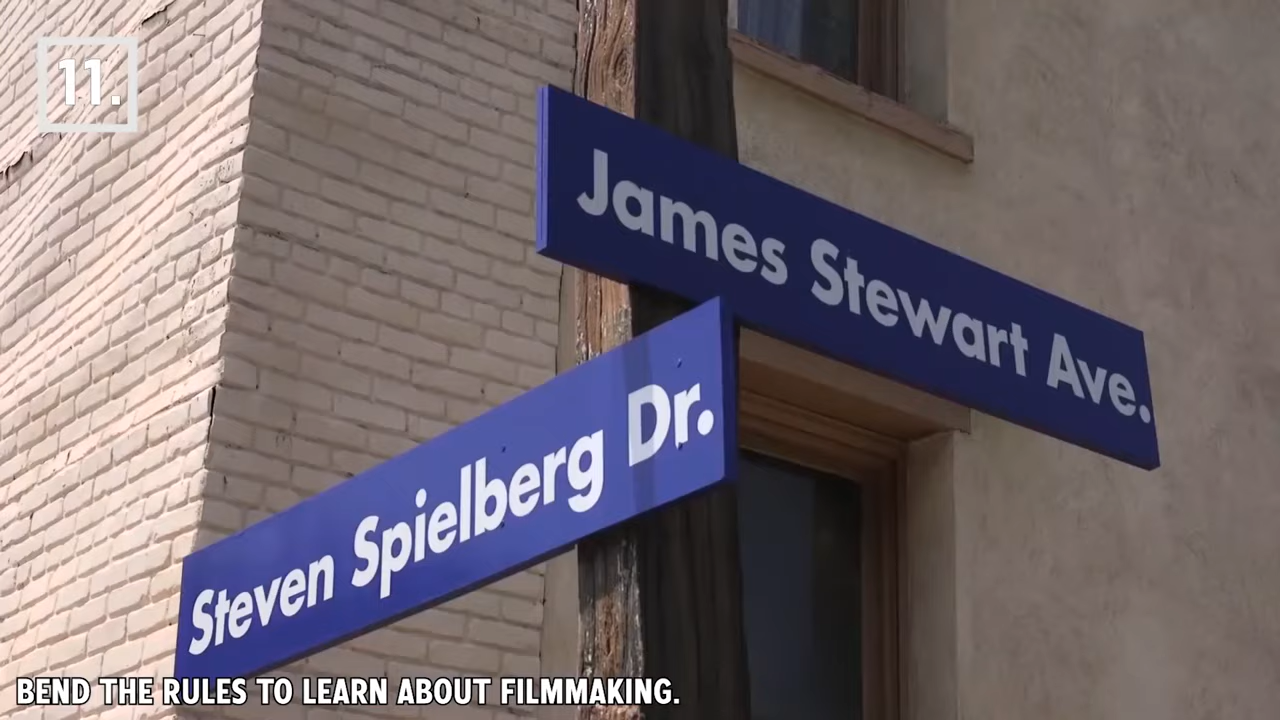 11.
James Stewart Ave.
Steven Spielberg Dr.
BEND THE RULES TO LEARN ABOUT FILMMAKING.